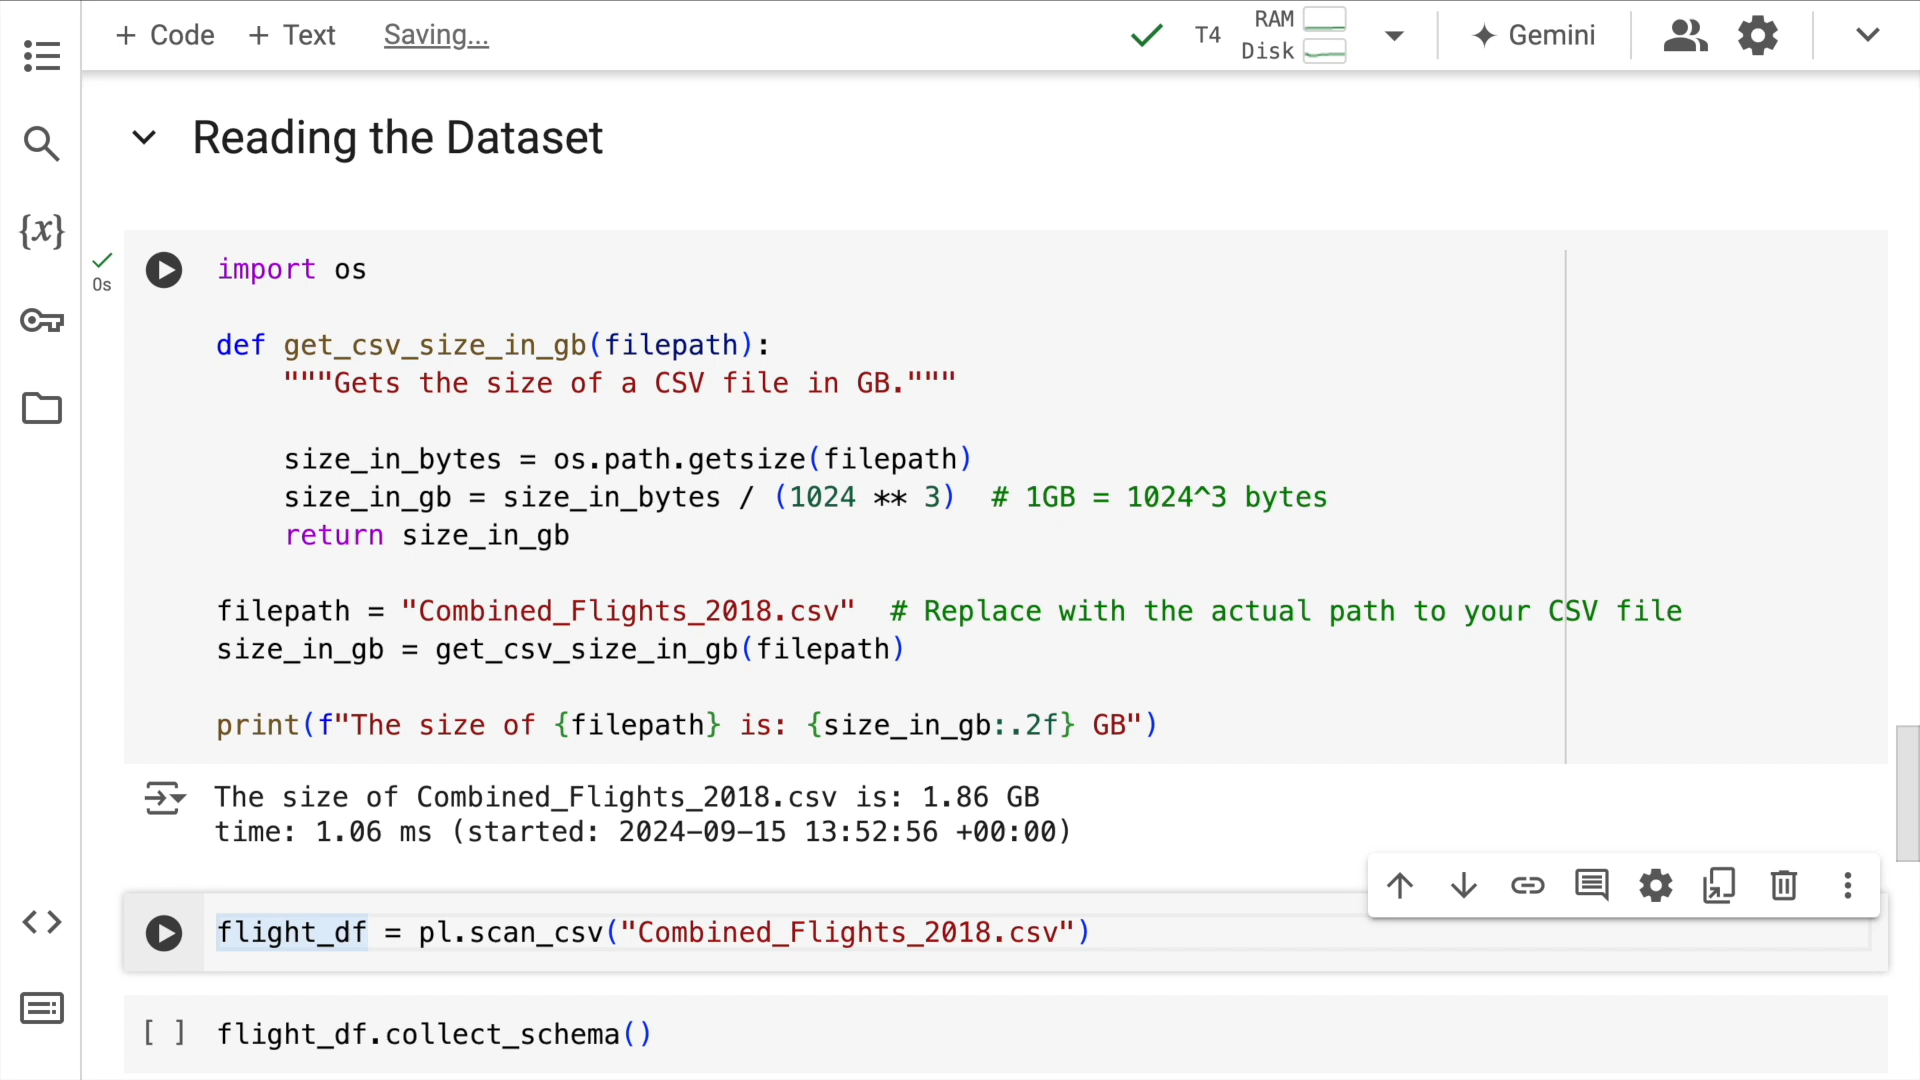 + Code + Text Saving... T4 RAM Disk Gemini
Reading the Dataset
{x}
0s
import os
def get_csv_size_in_gb(filepath):
"""Gets the size of a CSV file in GB."""
size_in_bytes = os.path.getsize(filepath)
size_in_gb = size_in_bytes / (1024 ** 3)  # 1GB = 1024^3 bytes
return size_in_gb
filepath = "Combined_Flights_2018.csv"  # Replace with the actual path to your CSV file
size_in_gb = get_csv_size_in_gb(filepath)
print(f"The size of {filepath} is: {size_in_gb:.2f} GB")
The size of Combined_Flights_2018.csv is: 1.86 GB
time: 1.06 ms (started: 2024-09-15 13:52:56 +00:00)
flight_df = pl.scan_csv("Combined_Flights_2018.csv")
[ ] flight_df.collect_schema()